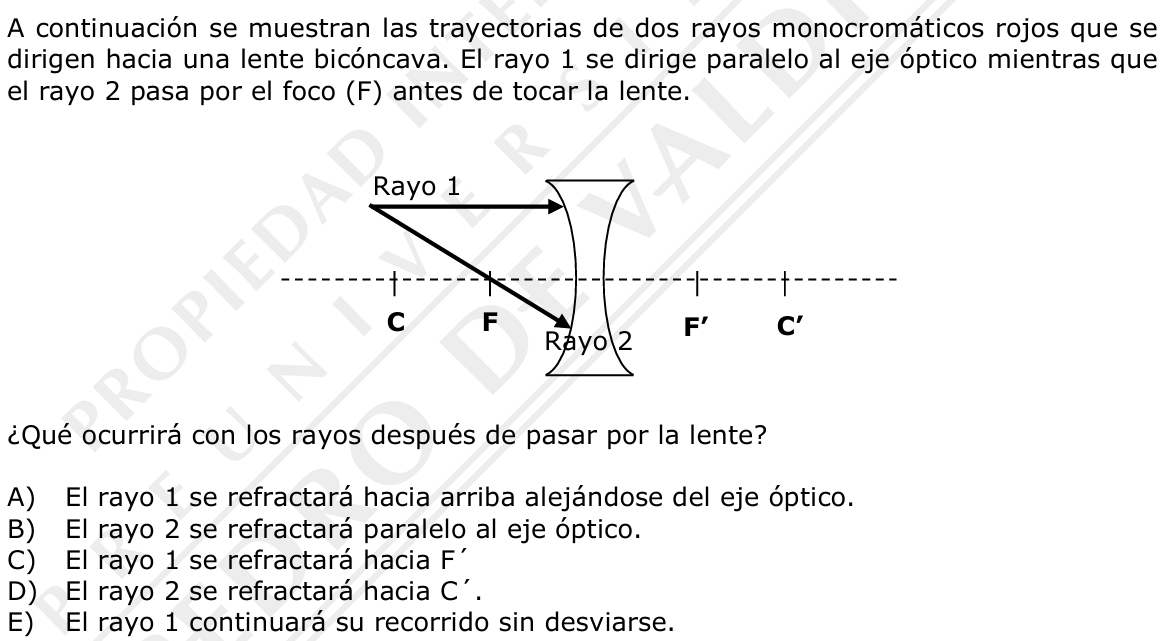 A continuación se muestran las trayectorias de dos rayos monocromáticos rojos que se
dirigen hacia una lente bicóncava. El rayo 1 se dirige paralelo al eje óptico mientras que
el rayo 2 pasa por el foco (F) antes de tocar la lente.
Rayo 1
C F F’ C’
Rayo 2
¿Qué ocurrirá con los rayos después de pasar por la lente?
A) El rayo 1 se refractará hacia arriba alejándose del eje óptico.
B) El rayo 2 se refractará paralelo al eje óptico.
C) El rayo 1 se refractará hacia F´
D) El rayo 2 se refractará hacia C´.
E) El rayo 1 continuará su recorrido sin desviarse.